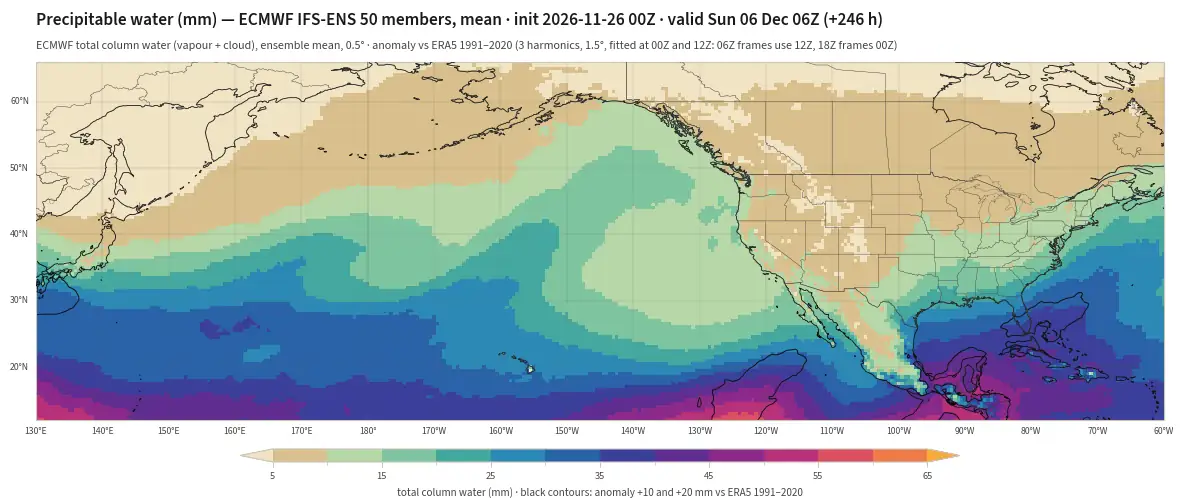 Precipitable water (mm) — ECMWF IFS-ENS 50 members, mean · init 2026-11-26 00Z · valid Sun 06 Dec 06Z (+246 h)
ECMWF total column water (vapour + cloud), ensemble mean, 0.5° · anomaly vs ERA5 1991–2020 (3 harmonics, 1.5°, fitted at 00Z and 12Z: 06Z frames use 12Z, 18Z frames 00Z)
60°N
50°N
40°N
30°N
20°N
130°E 140°E 150°E 160°E 170°E 180° 170°W 160°W 150°W 140°W 130°W 120°W 110°W 100°W 90°W 80°W 70°W 60°W
5 15 25 35 45 55 65
total column water (mm) · black contours: anomaly +10 and +20 mm vs ERA5 1991–2020